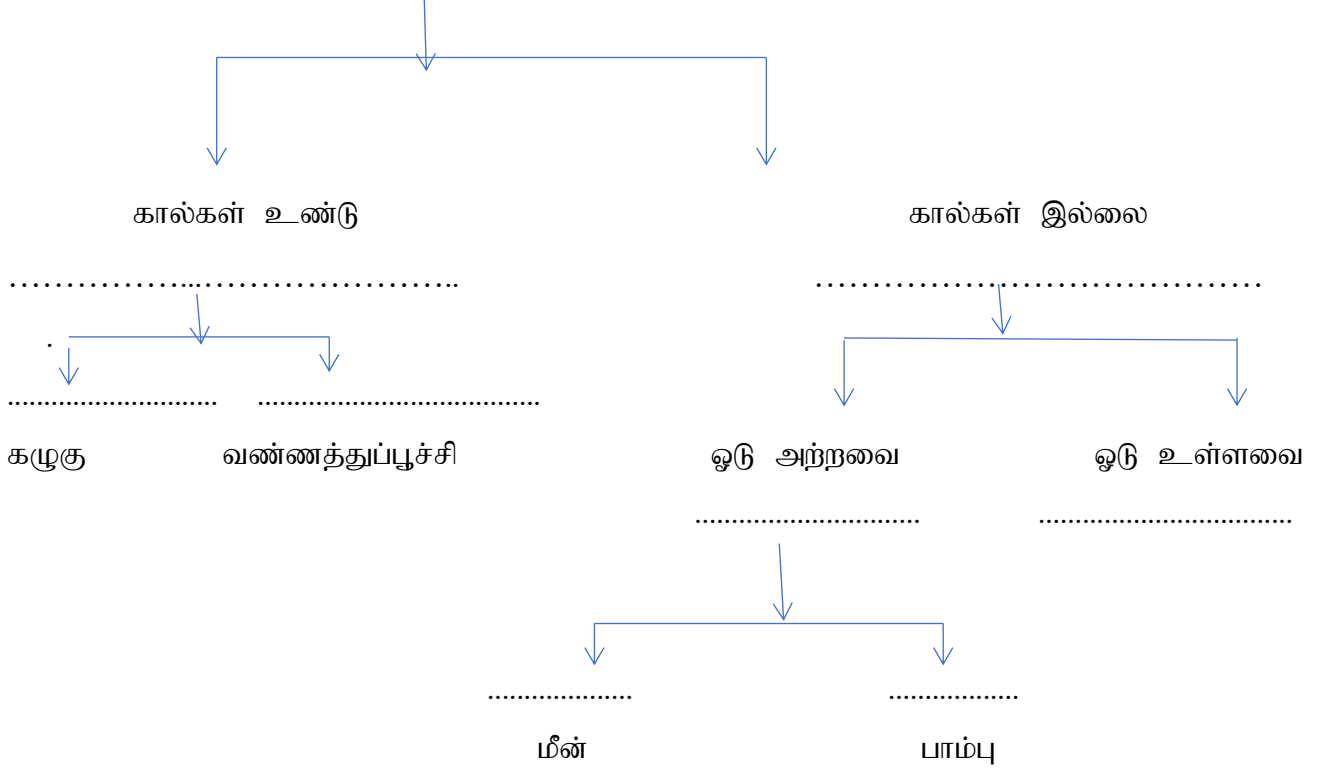 கால்கள் உண்டு கால்கள் இல்லை
……………...…………………….. ……………………………………
.
............................. .......................................
கழுகு வண்ணத்துப்பூச்சி ஓடு அற்றவை ஓடு உள்ளவை
............................... ...................................
.................... ..................
மீன் பாம்பு